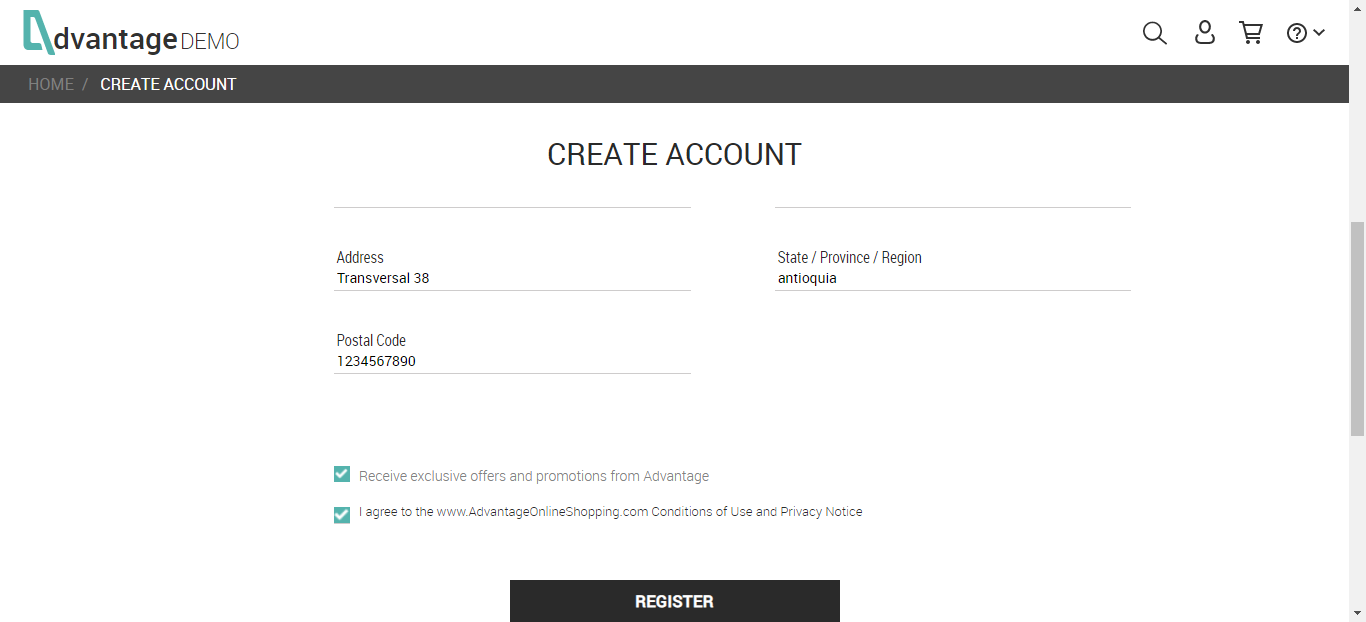 dvantage DEMO
HOME / CREATE ACCOUNT
CREATE ACCOUNT
Address
Transversal 38
State / Province / Region
antioquia
Postal Code
1234567890
Receive exclusive offers and promotions from Advantage
I agree to the www.AdvantageOnlineShopping.com Conditions of Use and Privacy Notice
REGISTER